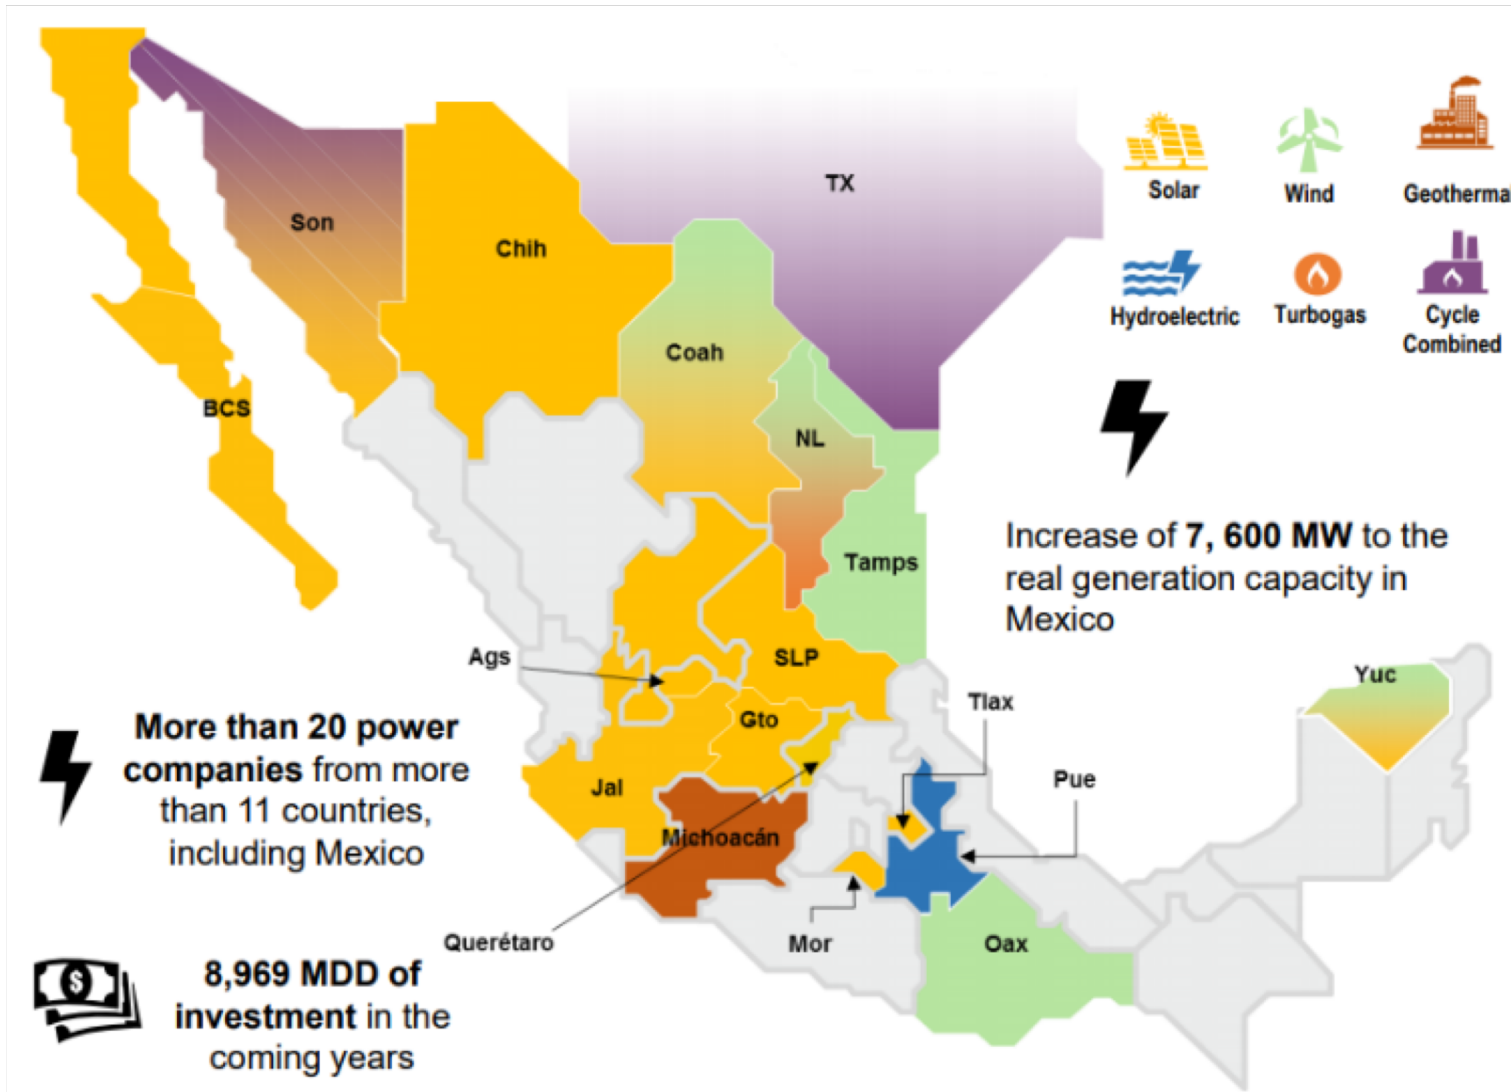 TX
Son
Chih
Coah
BCS
NL
Tamps
Ags
SLP
Gto
Jal
Michoacán
Querétaro
Tlax
Pue
Mor
Oax
Yuc
Solar
Wind
Geothermal
Hydroelectric
Turbogas
Cycle
Combined
Increase of 7, 600 MW to the
real generation capacity in
Mexico
More than 20 power
companies from more
than 11 countries,
including Mexico
8,969 MDD of
investment in the
coming years
$